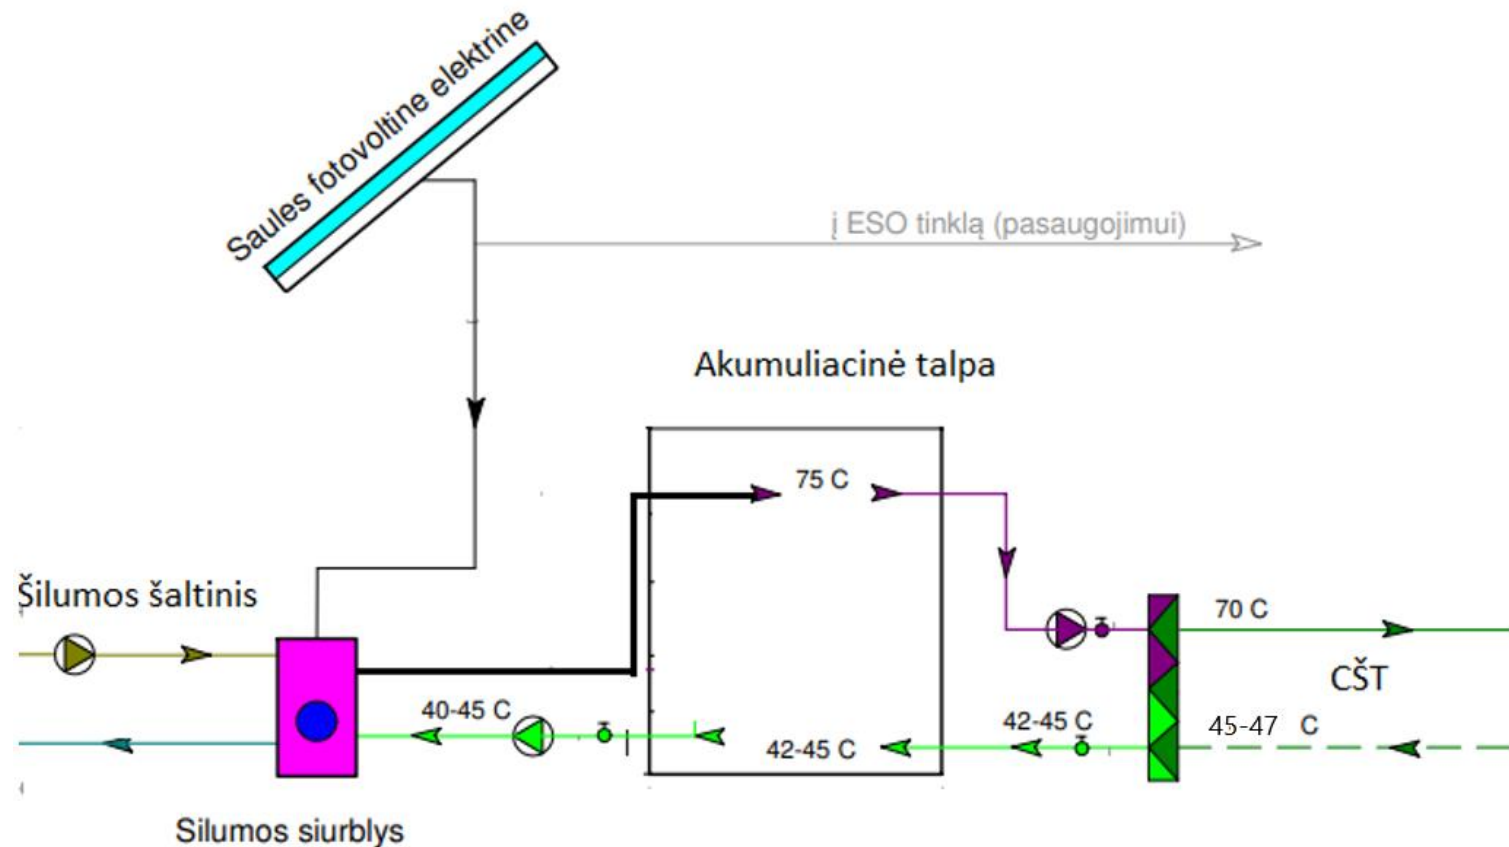 Saules fotovoltine elektrine
į ESO tinklą (pasaugojimui)
Akumuliacinė talpa
75 C
Šilumos šaltinis
70 C
CŠT
40-45 C
42-45 C
45-47 C
42-45 C
Silumos siurblys